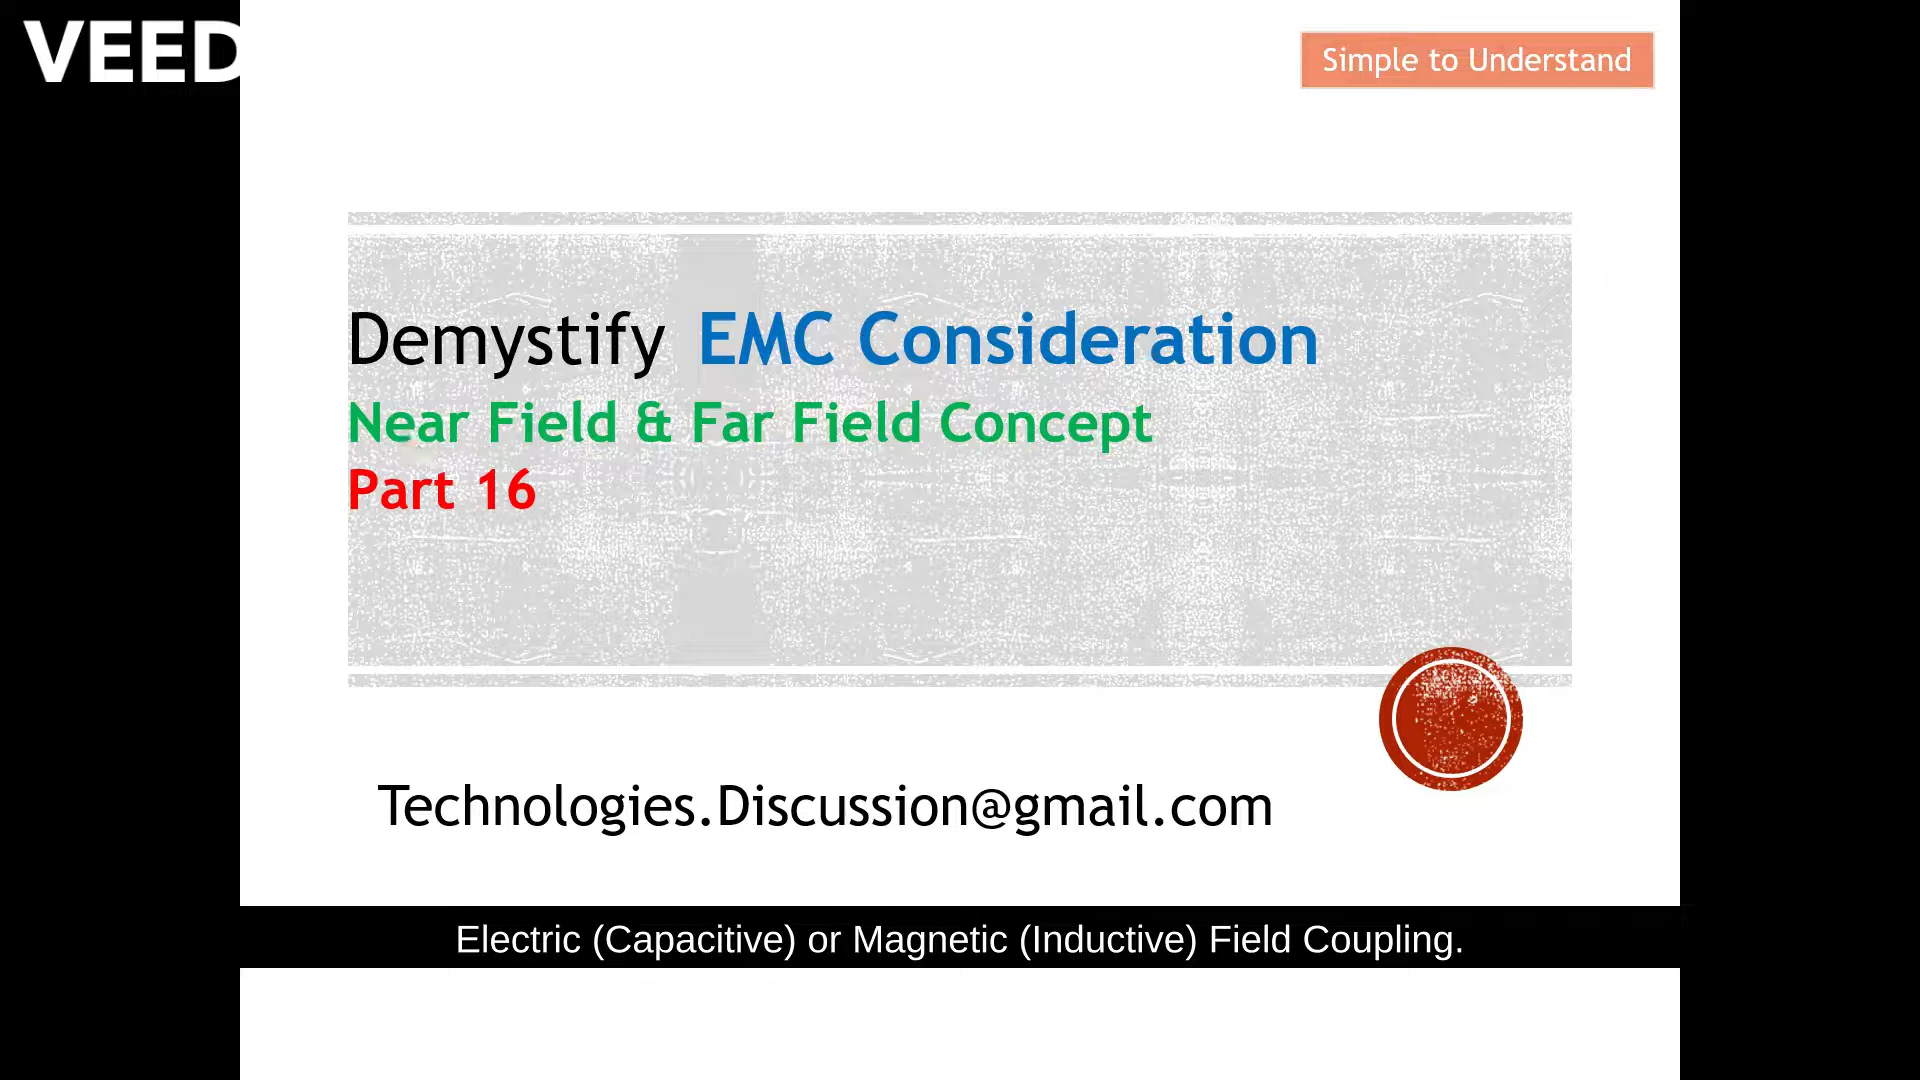 VEED
Simple to Understand
Demystify EMC Consideration
Near Field & Far Field Concept
Part 16
Technologies.Discussion@gmail.com
Electric (Capacitive) or Magnetic (Inductive) Field Coupling.